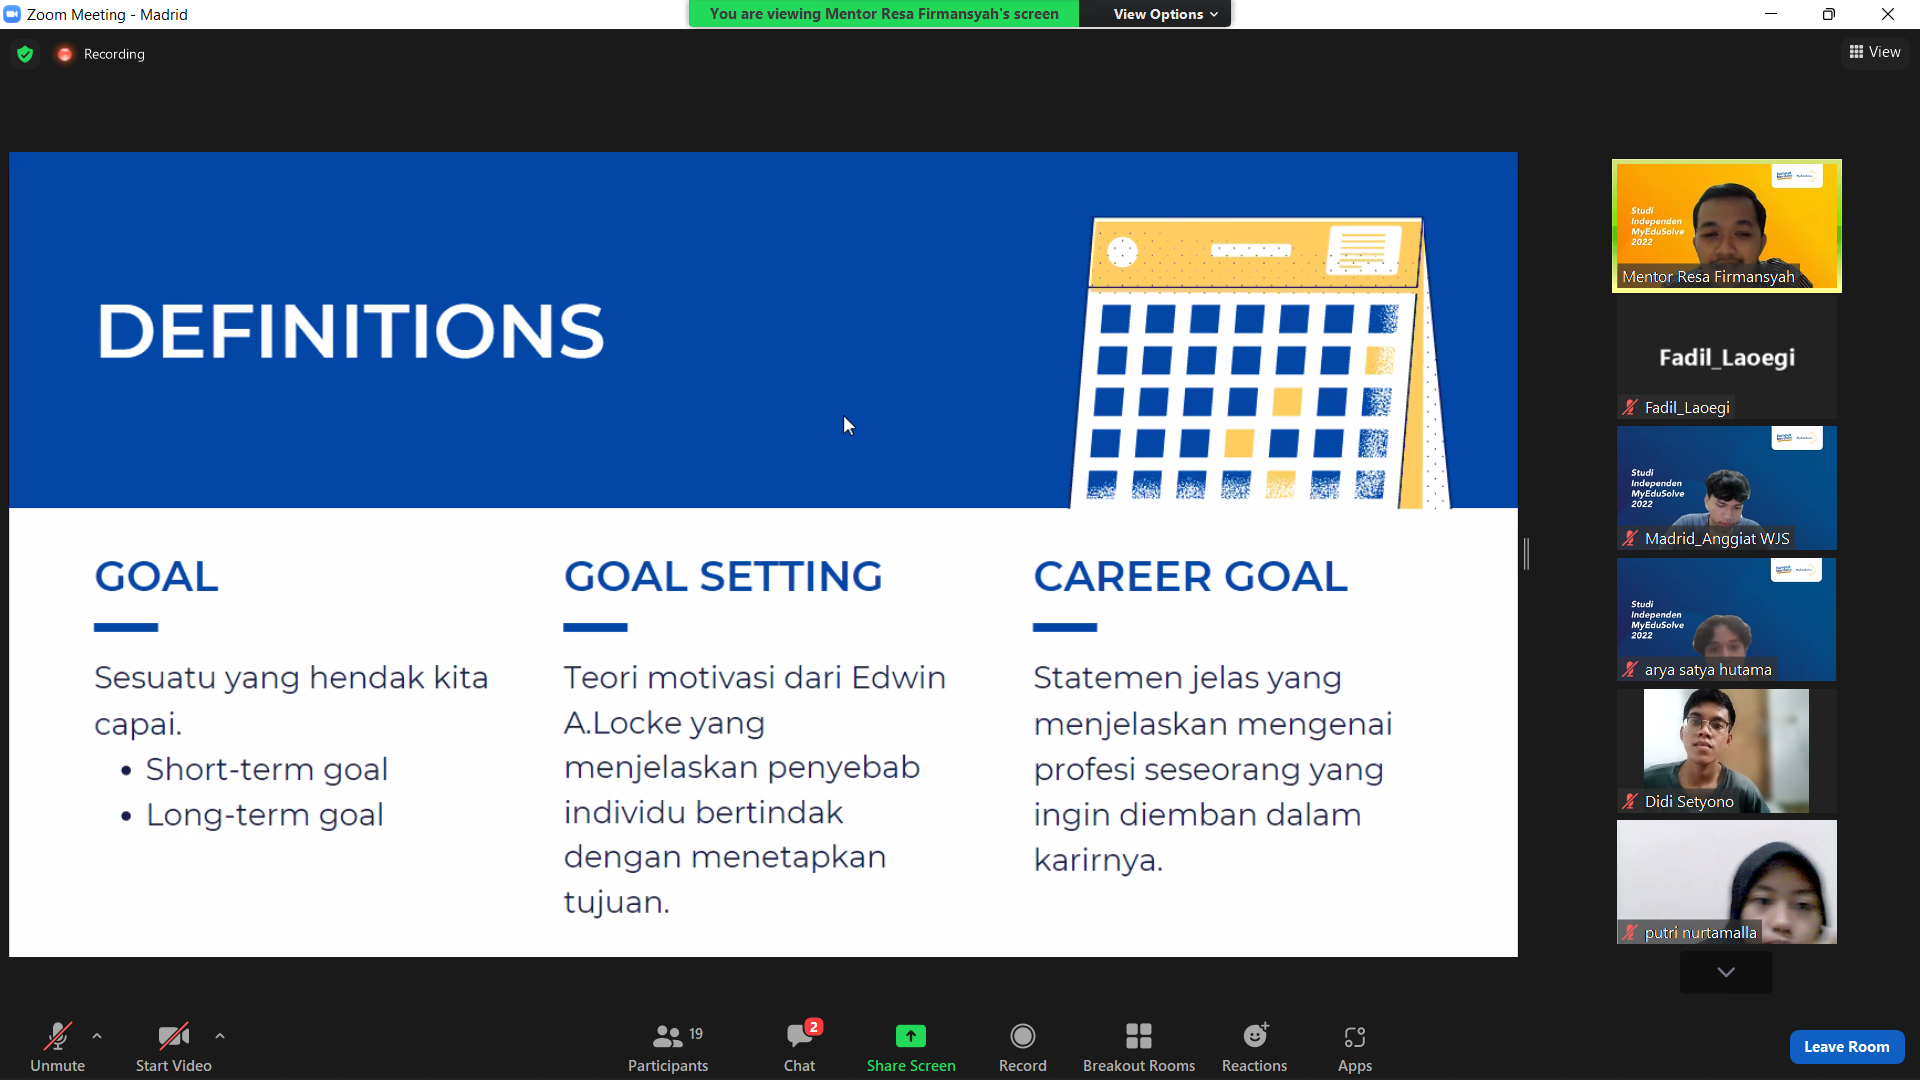 Zoom Meeting - Madrid
You are viewing Mentor Resa Firmansyah's screen
View Options
Recording
View
DEFINITIONS
GOAL
Sesuatu yang hendak kita
capai.
• Short-term goal
• Long-term goal
GOAL SETTING
Teori motivasi dari Edwin
A.Locke yang
menjelaskan penyebab
individu bertindak
dengan menetapkan
tujuan.
CAREER GOAL
Statemen jelas yang
menjelaskan mengenai
profesi seseorang yang
ingin diemban dalam
karirnya.
Studi
Independen
MyEduSolve
2022
Mentor Resa Firmansyah
Fadil_Laoegi
Fadil_Laoegi
Studi
Independen
MyEduSolve
2022
Madrid_Anggiat WJS
Studi
Independen
MyEduSolve
2022
arya satya hutama
Didi Setyono
putri nurtamalla
Unmute
Start Video
Participants
19
Chat
2
Share Screen
Record
Breakout Rooms
Reactions
Apps
Leave Room